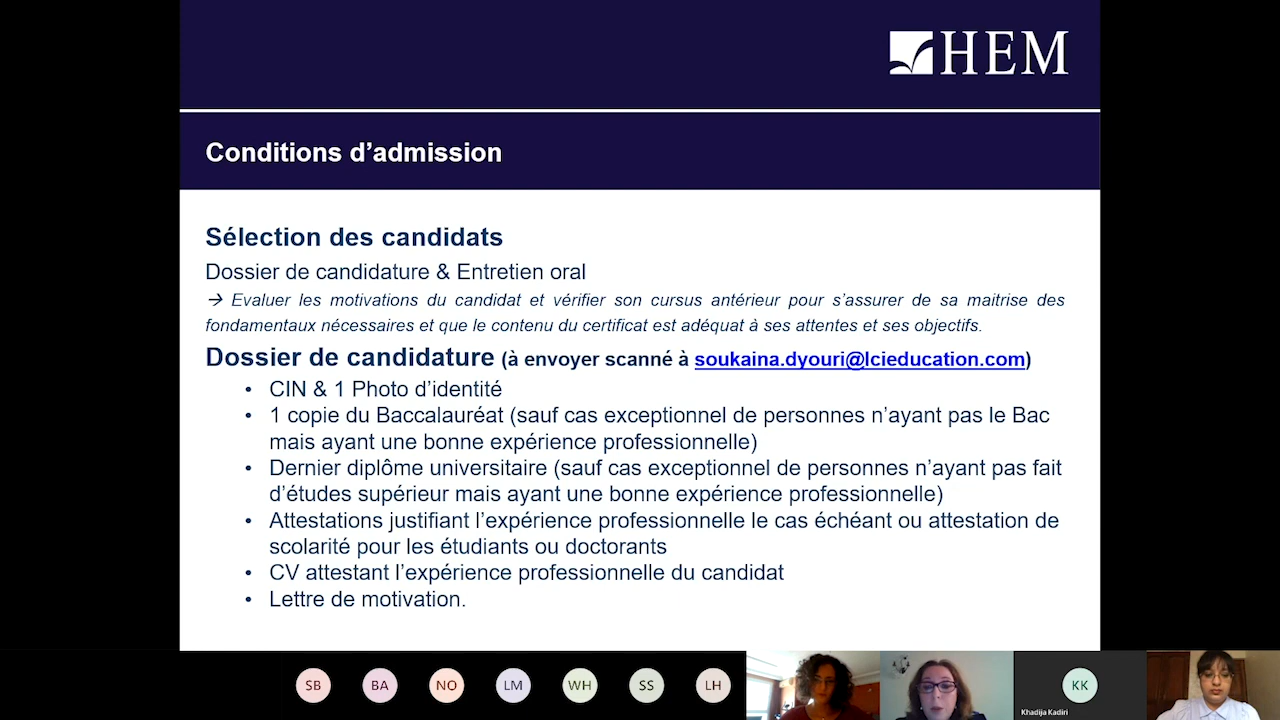 HEM
Conditions d’admission
Sélection des candidats
Dossier de candidature & Entretien oral
→ Evaluer les motivations du candidat et vérifier son cursus antérieur pour s’assurer de sa maitrise des
fondamentaux nécessaires et que le contenu du certificat est adéquat à ses attentes et ses objectifs.
Dossier de candidature (à envoyer scanné à soukaina.dyouri@lcieducation.com)
• CIN & 1 Photo d’identité
• 1 copie du Baccalauréat (sauf cas exceptionnel de personnes n’ayant pas le Bac
mais ayant une bonne expérience professionnelle)
• Dernier diplôme universitaire (sauf cas exceptionnel de personnes n’ayant pas fait
d’études supérieur mais ayant une bonne expérience professionnelle)
• Attestations justifiant l’expérience professionnelle le cas échéant ou attestation de
scolarité pour les étudiants ou doctorants
• CV attestant l’expérience professionnelle du candidat
• Lettre de motivation.
SB BA NO LM WH SS LH KK
Khadija Kadiri